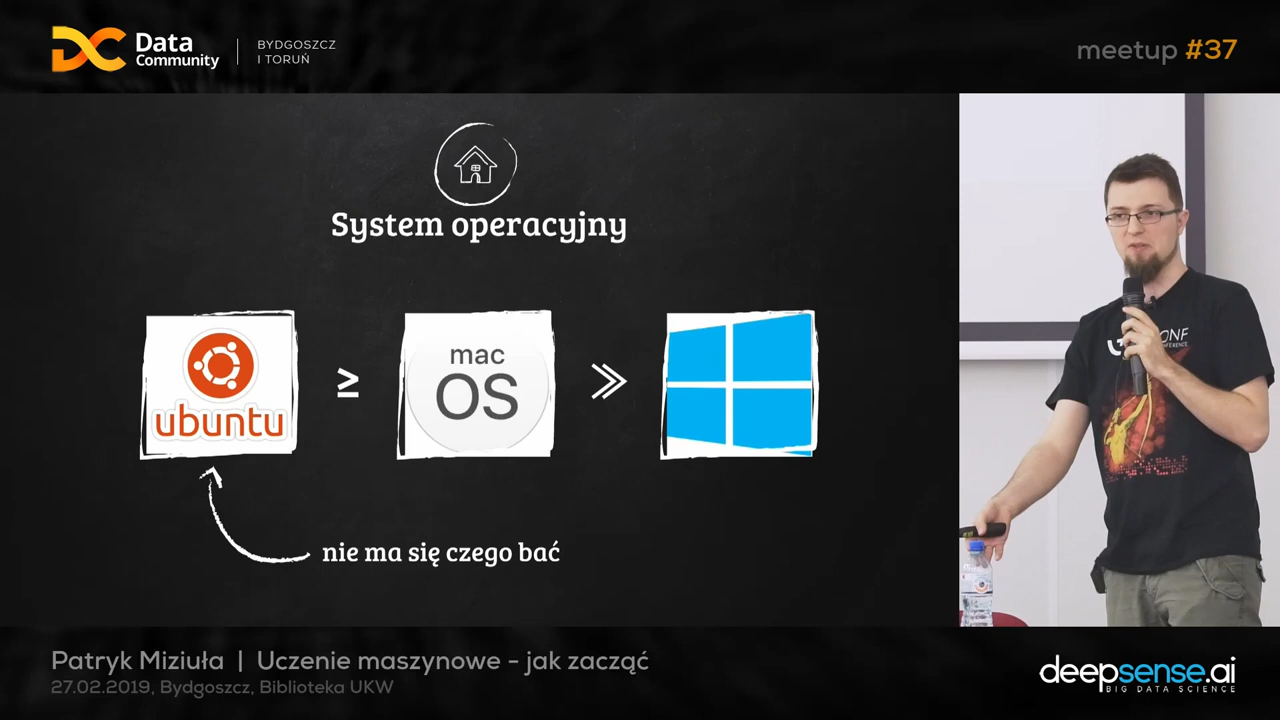 Data
Community
BYDGOSZCZ
I TORUŃ
meetup #37
System operacyjny
ubuntu
≥
mac
OS
≫
nie ma się czego bać
Patryk Miziuła | Uczenie maszynowe - jak zacząć
27.02.2019, Bydgoszcz, Biblioteka UKW
deepsense.ai
BIG DATA SCIENCE